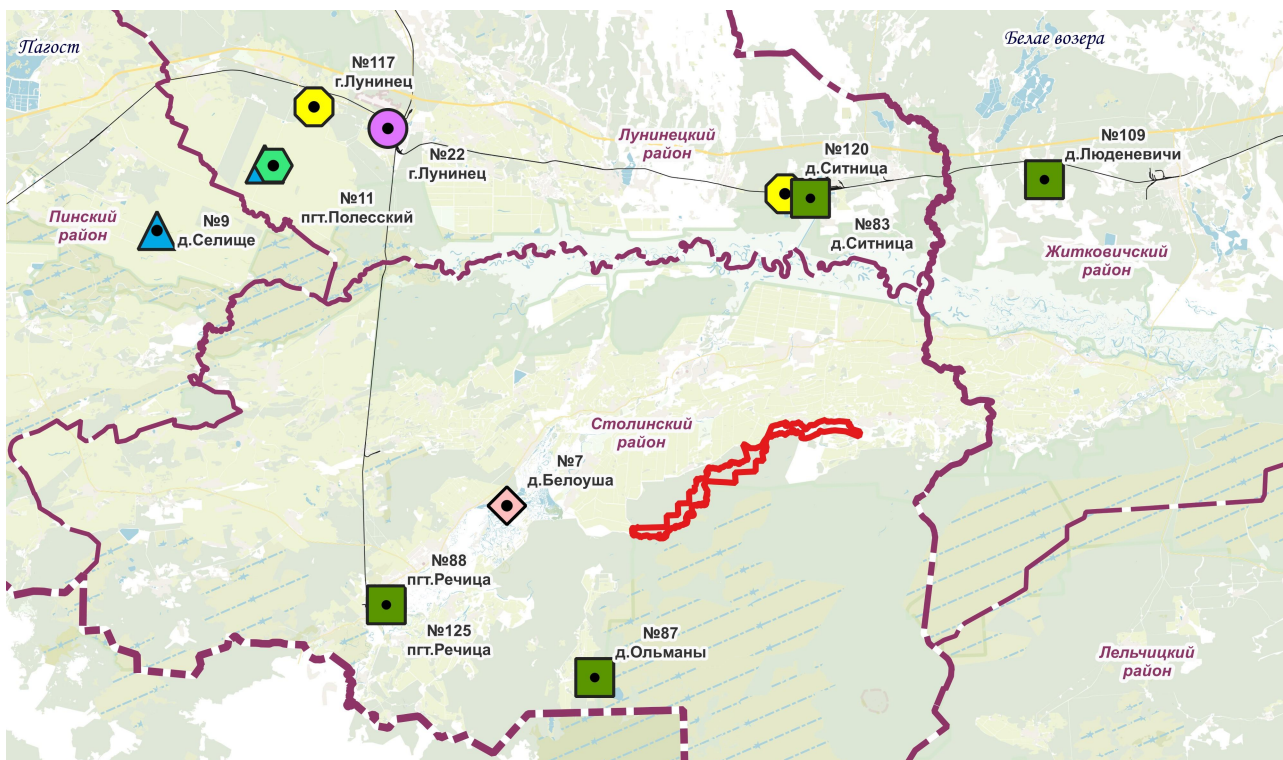 Пагост
Белае возера
№117
г.Лунинец
Лунинецкий
район
№120
д.Ситница
№109
д.Люденевичи
№22
г.Лунинец
№11
пгт.Полесский
Пинский
район
№9
д.Селище
№83
д.Ситница
Житковичский
район
Столинский
район
№7
д.Белоуша
№88
пгт.Речица
№125
пгт.Речица
№87
д.Ольманы
Лельчицкий
район